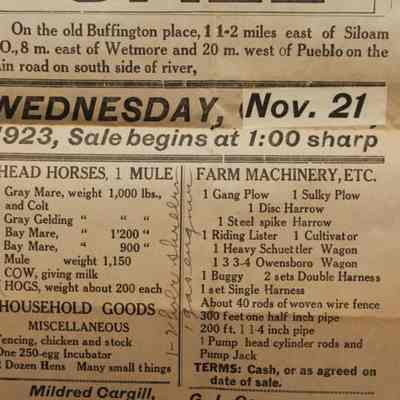 On the old Buffington place, 1 1-2 miles east of Siloam
O., 8 m. east of Wetmore and 20 m. west of Pueblo on the
in road on south side of river,
WEDNESDAY, Nov. 21
1923, Sale begins at 1:00 sharp
HEAD HORSES, 1 MULE
Gray Mare, weight 1,000 lbs.,
and Colt
Gray Gelding " "
Bay Mare, " 1'200 "
Bay Mare, " 900 "
Mule weight 1,150
COW, giving milk
HOGS, weight about 200 each
HOUSEHOLD GOODS
MISCELLANEOUS
Fencing, chicken and stock
One 250-egg Incubator
2 Dozen Hens Many small things
Mildred Cargill,
1 gas engine
FARM MACHINERY, ETC.
1 Gang Plow 1 Sulky Plow
1 Disc Harrow
1 Steel spike Harrow
1 Riding Lister 1 Cultivator
1 Heavy Schuettler Wagon
1 3 3-4 Owensboro Wagon
1 Buggy 2 sets Double Harness
1 set Single Harness
About 40 rods of woven wire fence
300 feet one half inch pipe
200 ft. 1 1-4 inch pipe
1 Pump head cylinder rods and
Pump Jack
TERMS: Cash, or as agreed on
date of sale.